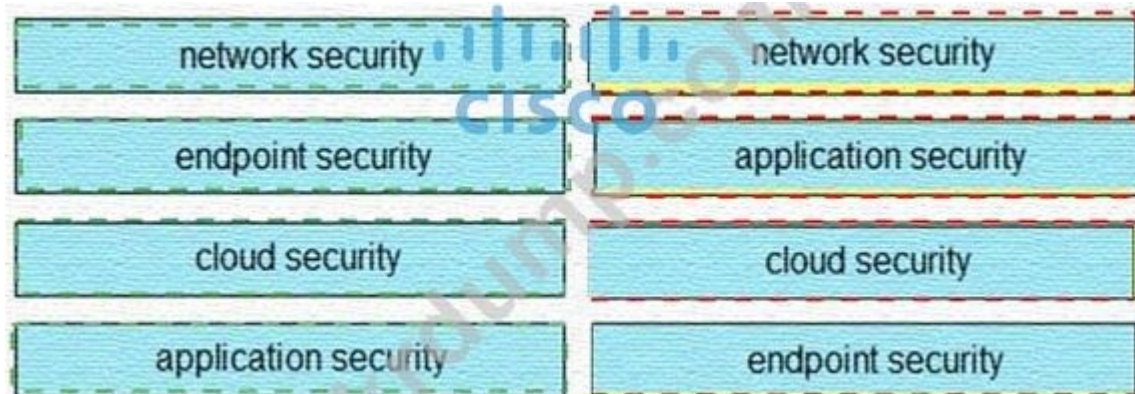 network security network security
CISCO
endpoint security application security
cloud security cloud security
application security endpoint security